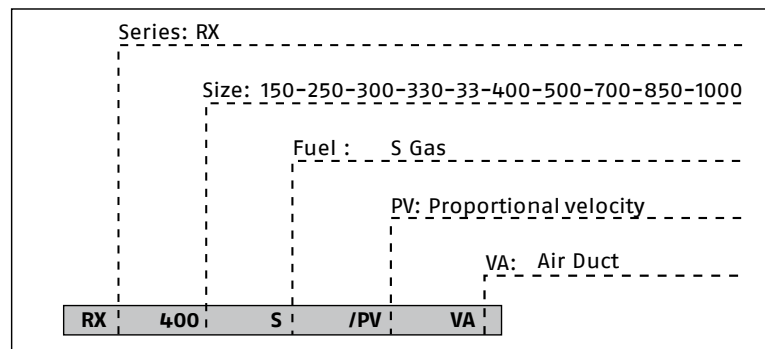 Series: RX
Size: 150-250-300-330-33-400-500-700-850-1000
Fuel : S Gas
PV: Proportional velocity
VA: Air Duct
RX 400 S /PV VA